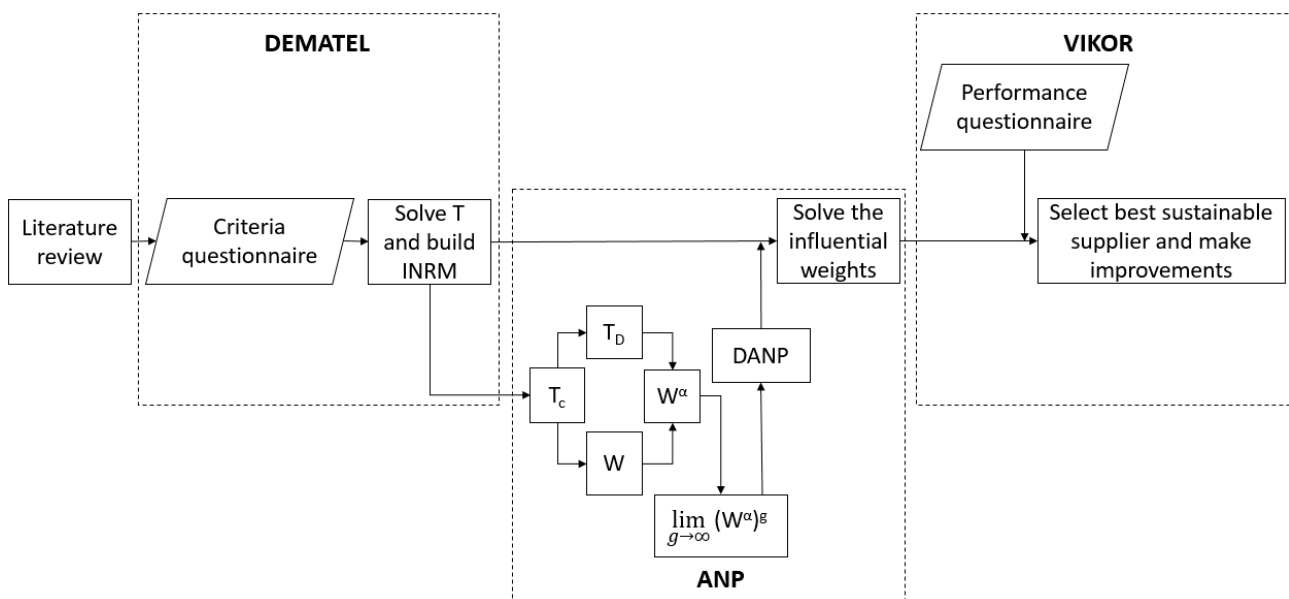 DEMATEL
VIKOR
Performance
questionnaire
Literature
review
Criteria
questionnaire
Solve T
and build
INRM
Solve the
influential
weights
Select best sustainable
supplier and make
improvements
T_D
DANP
T_c
W^α
W
lim (W^α)^g
g→∞
ANP